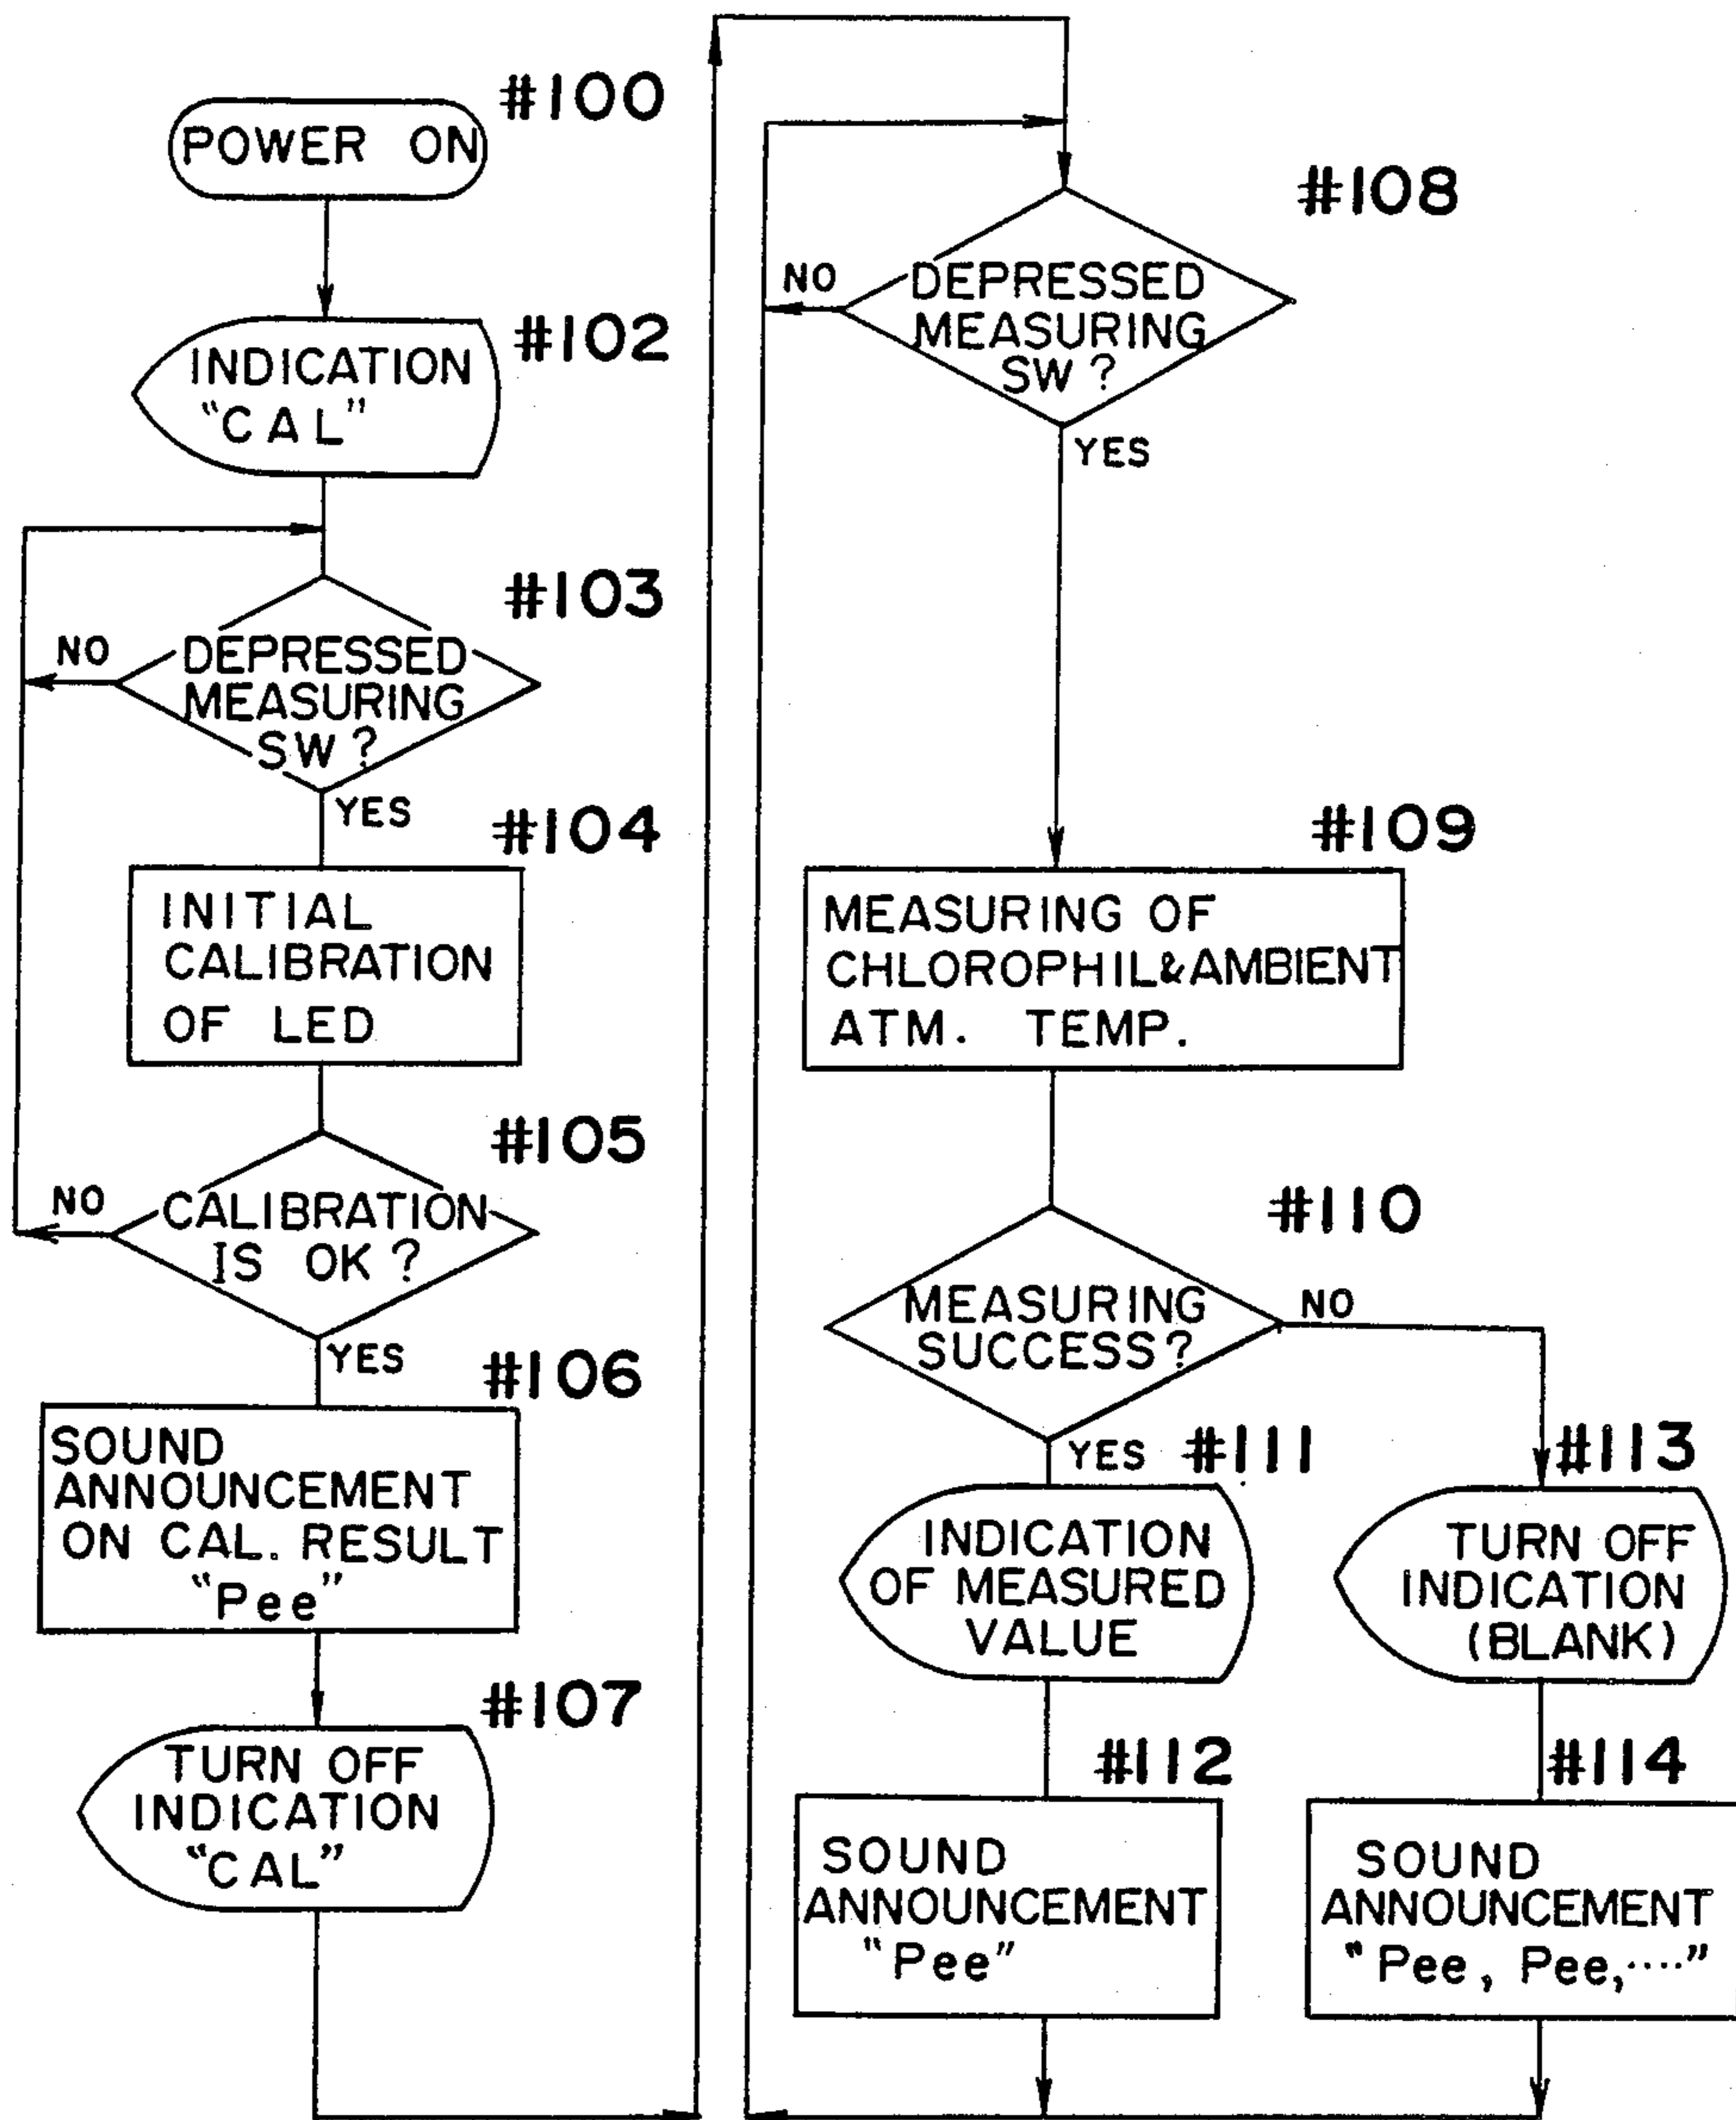 #100
POWER ON
#102
INDICATION
"CAL"
#103
NO
DEPRESSED
MEASURING
SW?
YES
#104
INITIAL
CALIBRATION
OF LED
#105
NO
CALIBRATION
IS OK?
YES
#106
SOUND
ANNOUNCEMENT
ON CAL. RESULT
"Pee"
#107
TURN OFF
INDICATION
"CAL"
#108
NO
DEPRESSED
MEASURING
SW?
YES
#109
MEASURING OF
CHLOROPHIL&AMBIENT
ATM. TEMP.
#110
MEASURING
SUCCESS?
NO
YES
#111
INDICATION
OF MEASURED
VALUE
#112
SOUND
ANNOUNCEMENT
"Pee"
#113
TURN OFF
INDICATION
(BLANK)
#114
SOUND
ANNOUNCEMENT
"Pee, Pee,····"